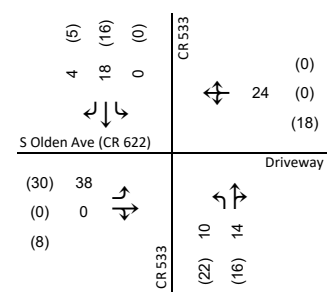 (5) (16) (0)
4 18 0
CR 533
(0)
24 (0)
(18)
S Olden Ave (CR 622)
Driveway
(30) 38
(0) 0
(8)
10 14
(22) (16)
CR 533